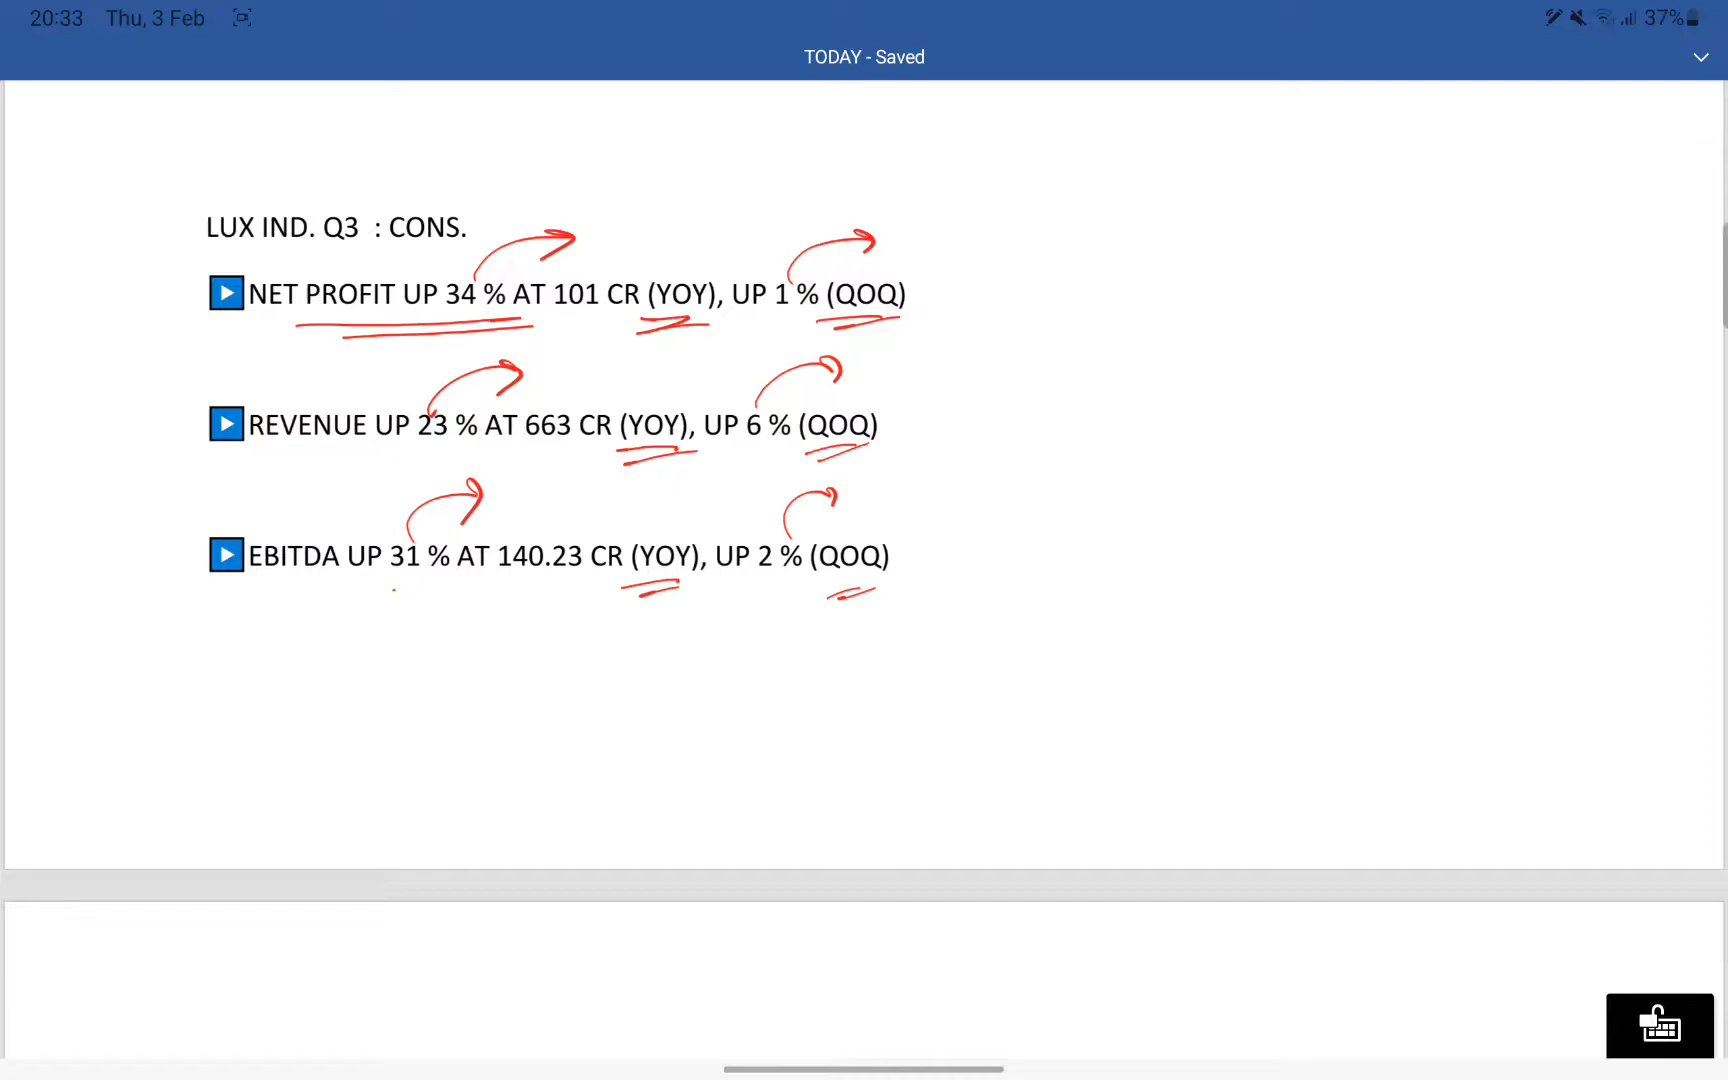 20:33 Thu, 3 Feb 37%
TODAY - Saved
LUX IND. Q3 : CONS.
NET PROFIT UP 34 % AT 101 CR (YOY), UP 1 % (QOQ)
REVENUE UP 23 % AT 663 CR (YOY), UP 6 % (QOQ)
EBITDA UP 31 % AT 140.23 CR (YOY), UP 2 % (QOQ)